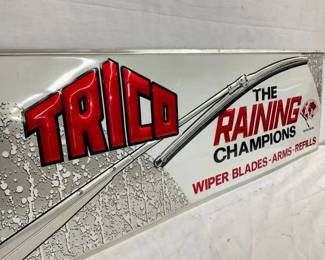 TRICO
THE
RAINING
CHAMPIONS
WIPER BLADES-ARMS-REFILLS